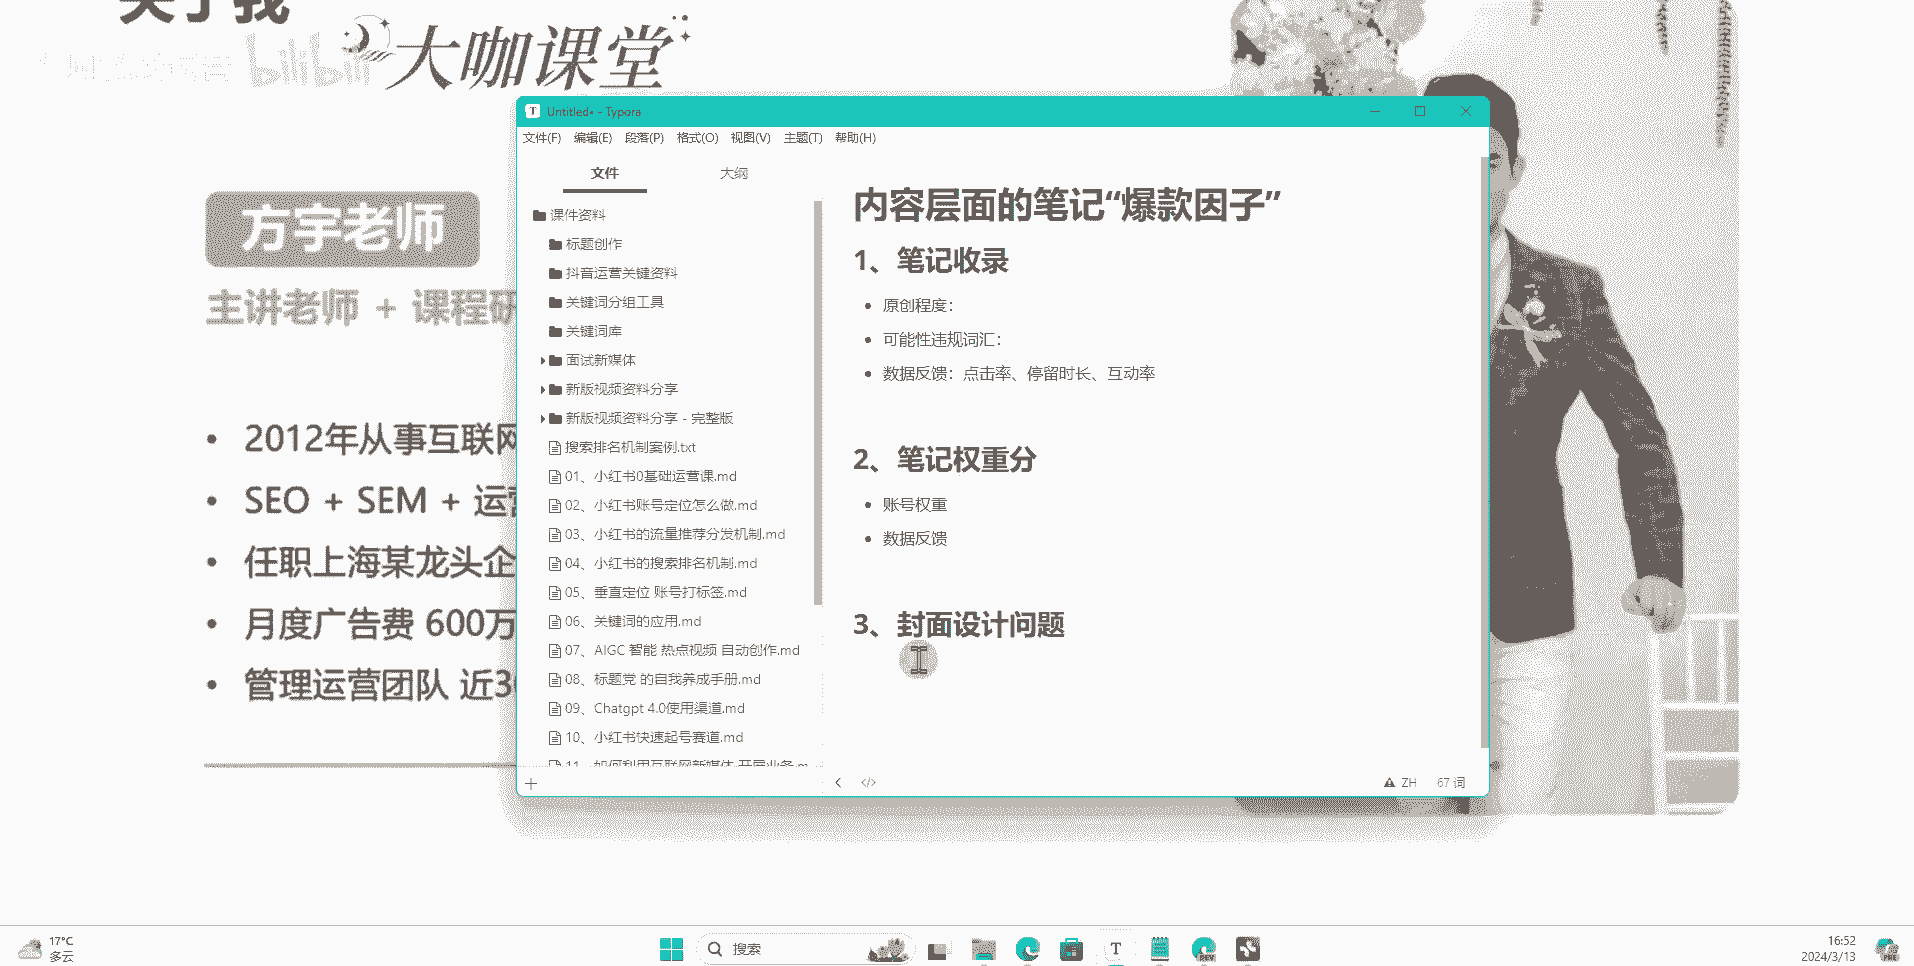 关于我
bilibili 大咖课堂
方宇老师
主讲老师 + 课程研
2012年从事互联网
SEO + SEM + 运营
任职上海某龙头企
月度广告费 600万
管理运营团队 近30
Untitled• - Typora
文件(F) 编辑(E) 段落(P) 格式(O) 视图(V) 主题(T) 帮助(H)
文件 大纲
课件资料
标题创作
抖音运营关键资料
关键词分组工具
关键词库
面试新媒体
新版视频资料分享
新版视频资料分享 - 完整版
搜索排名机制案例.txt
01、小红书0基础运营课.md
02、小红书账号定位怎么做.md
03、小红书的流量推荐分发机制.md
04、小红书的搜索排名机制.md
05、垂直定位 账号打标签.md
06、关键词的应用.md
07、AIGC 智能 热点视频 自动创作.md
08、标题党 的自我养成手册.md
09、Chatgpt 4.0使用渠道.md
10、小红书快速起号赛道.md
11、如何利用互联网新媒体 开展业务.m
内容层面的笔记“爆款因子”
1、笔记收录
原创程度：
可能性违规词汇：
数据反馈：点击率、停留时长、互动率
2、笔记权重分
账号权重
数据反馈
3、封面设计问题
ZH 67 词
17°C
多云
搜索
16:52
2024/3/13